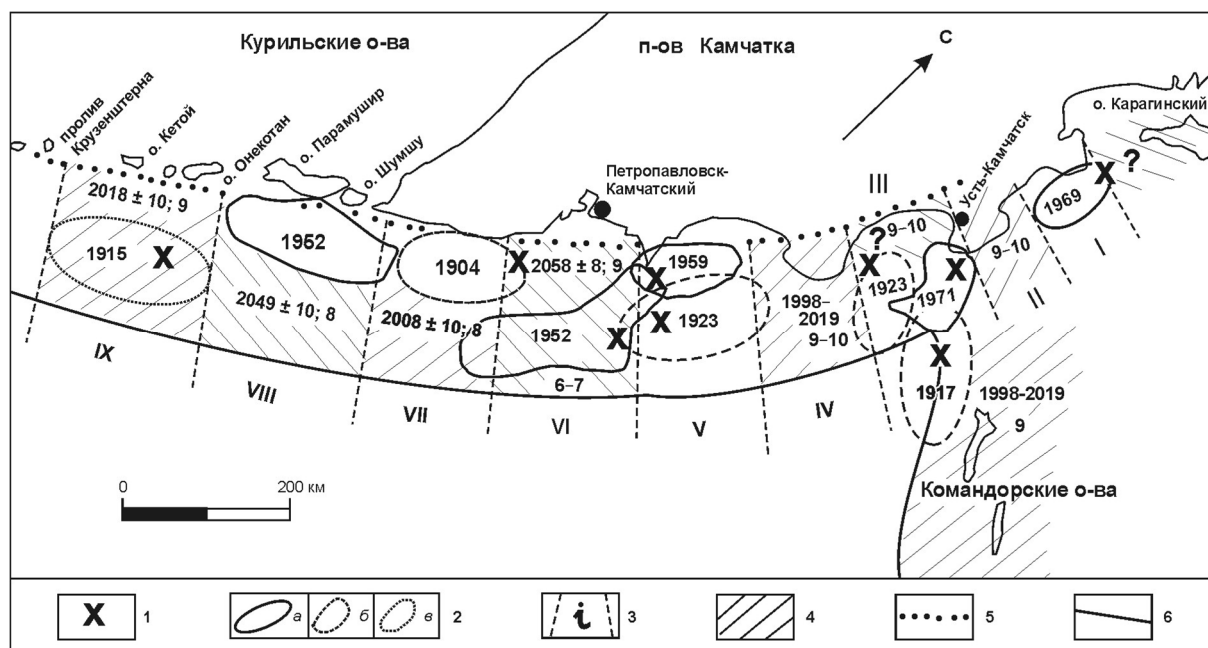 Курильские о-ва
п-ов Камчатка
С
пролив
Крузенштерна
о. Кетой
о. Онекотан
о. Парамушир
о. Шумшу
Петропавловск-
Камчатский
Усть-Камчатск
о. Карагинский
?
III
9–10
?
1969
I
2018 ± 10; 9
1915
1952
1904
2058 ± 8; 9
1959
1923
9–10
II
2049 ± 10; 8
2008 ± 10; 8
1952
1923
1998–
2019
9–10
1971
6–7
1917
1998-2019
9
IX
VIII
VII
VI
V
IV
0
200 км
Командорские о-ва
X 1
а б в 2
i 3
4
5
6